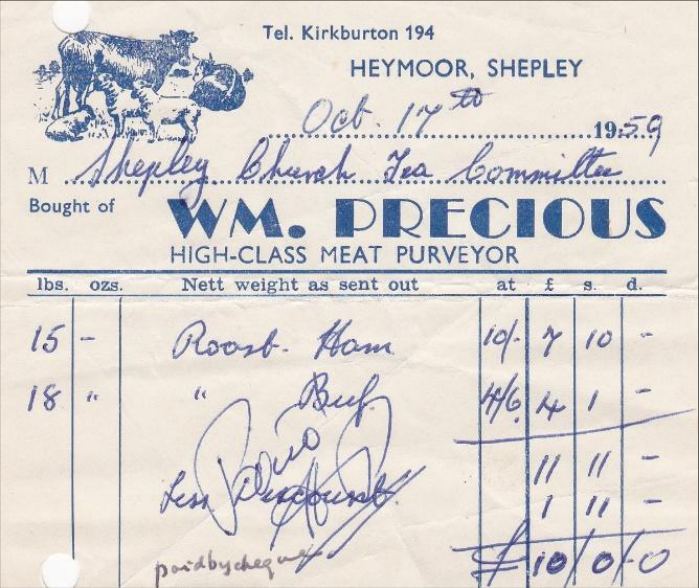 Tel. Kirkburton 194
HEYMOOR, SHEPLEY
Oct. 17th 1959
M Shepley Church Tea Committee
Bought of WM. PRECIOUS
HIGH-CLASS MEAT PURVEYOR
lbs. ozs. Nett weight as sent out at £ s. d.
15 - Roast Ham 10/- 7 10 -
18 " " Beef 4/6 4 1 -
11 11 -
Less Discount 1 11 -
£10/0/-0
paid by cheque